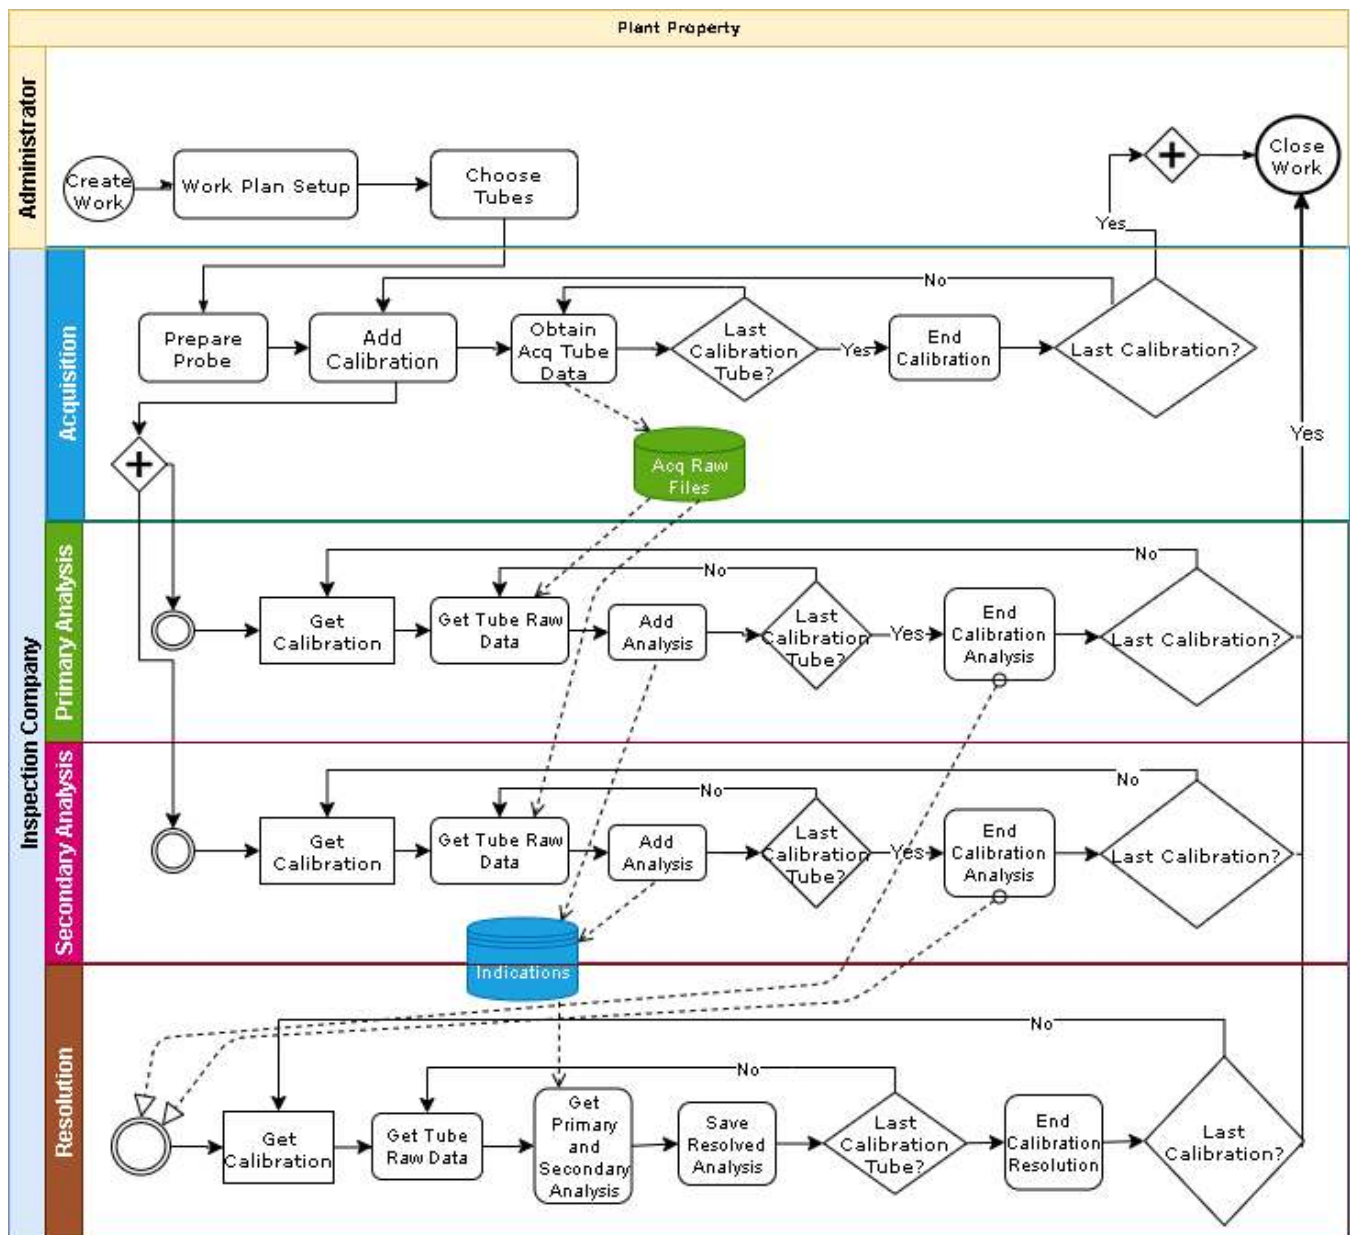 Plant Property
Administrator
Create
Work
Work Plan Setup
Choose
Tubes
Yes
Close
Work
Inspection Company
Acquisition
No
Prepare
Probe
Add
Calibration
Obtain
Acq Tube
Data
Last
Calibration
Tube?
Yes
End
Calibration
Last Calibration?
Acq Raw
Files
Yes
Primary Analysis
No
No
Get
Calibration
Get Tube Raw
Data
Add
Analysis
Last
Calibration
Tube?
Yes
End
Calibration
Analysis
Last Calibration?
Secondary Analysis
No
No
Get
Calibration
Get Tube Raw
Data
Add
Analysis
Last
Calibration
Tube?
Yes
End
Calibration
Analysis
Last Calibration?
Indications
Resolution
No
No
Get
Calibration
Get Tube
Raw Data
Get
Primary
and
Secondary
Analysis
Save
Resolved
Analysis
Last
Calibration
Tube?
End
Calibration
Resolution
Last
Calibration?